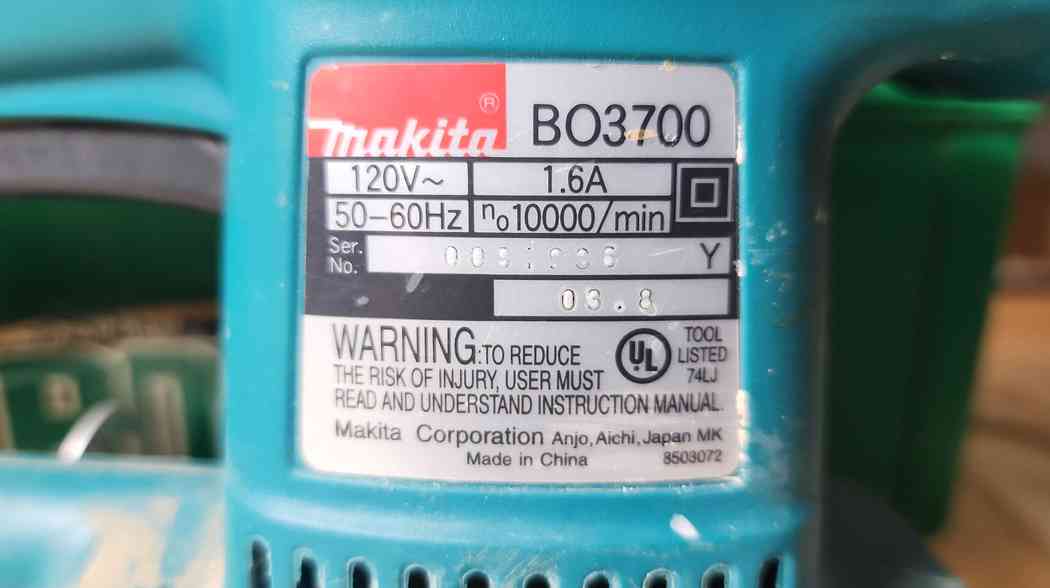 makita ® BO3700
120V~ 1.6A
50-60Hz n₀10000/min
Ser. No. Y
03.8
WARNING: TO REDUCE
THE RISK OF INJURY, USER MUST
READ AND UNDERSTAND INSTRUCTION MANUAL.
UL TOOL
LISTED
74LJ
Makita Corporation Anjo, Aichi, Japan MK
Made in China 8503072